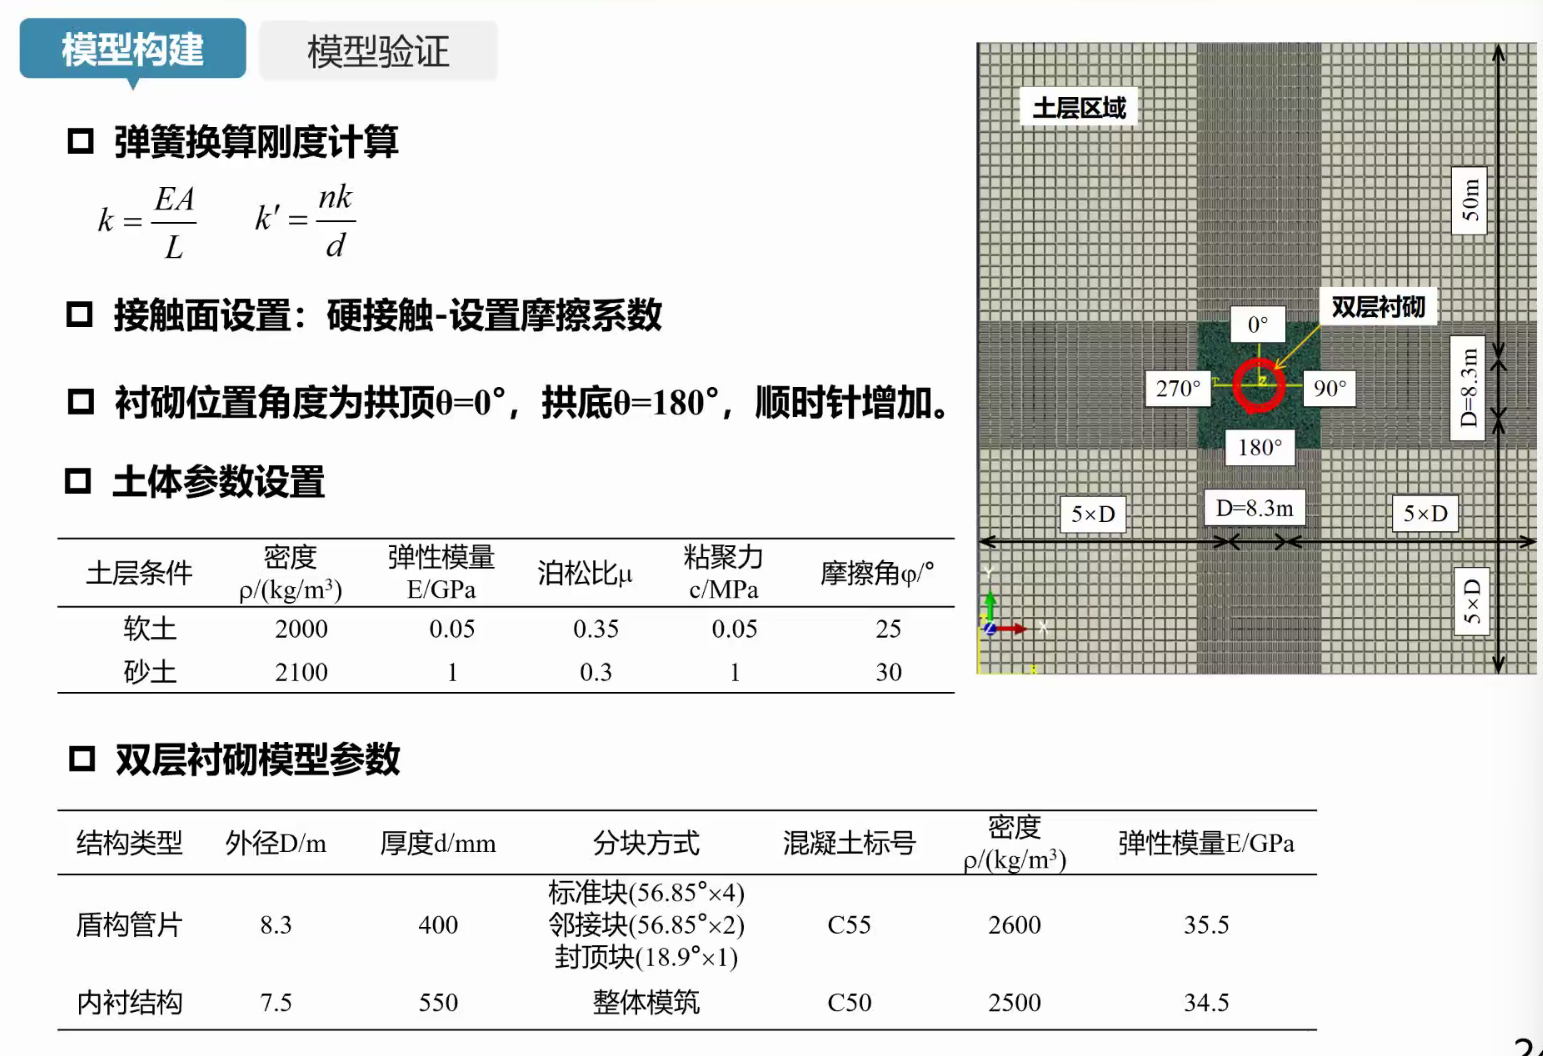 模型构建
模型验证
弹簧换算刚度计算
k = EA / L  k′ = nk / d
接触面设置：硬接触-设置摩擦系数
衬砌位置角度为拱顶θ=0°，拱底θ=180°，顺时针增加。
土体参数设置
土层条件 密度 ρ/(kg/m³) 弹性模量 E/GPa 泊松比μ 粘聚力 c/MPa 摩擦角φ/°
软土 2000 0.05 0.35 0.05 25
砂土 2100 1 0.3 1 30
土层区域
50m
双层衬砌
0°
270°
90°
D=8.3m
180°
5×D
D=8.3m
5×D
5×D
Y
Z
X
双层衬砌模型参数
结构类型 外径D/m 厚度d/mm 分块方式 混凝土标号 密度 ρ/(kg/m³) 弹性模量E/GPa
盾构管片 8.3 400 标准块(56.85°×4) 邻接块(56.85°×2) 封顶块(18.9°×1) C55 2600 35.5
内衬结构 7.5 550 整体模筑 C50 2500 34.5